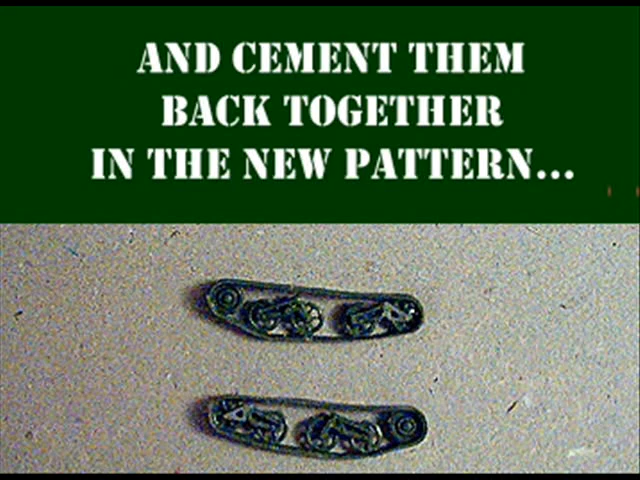 AND CEMENT THEM
BACK TOGETHER
IN THE NEW PATTERN...